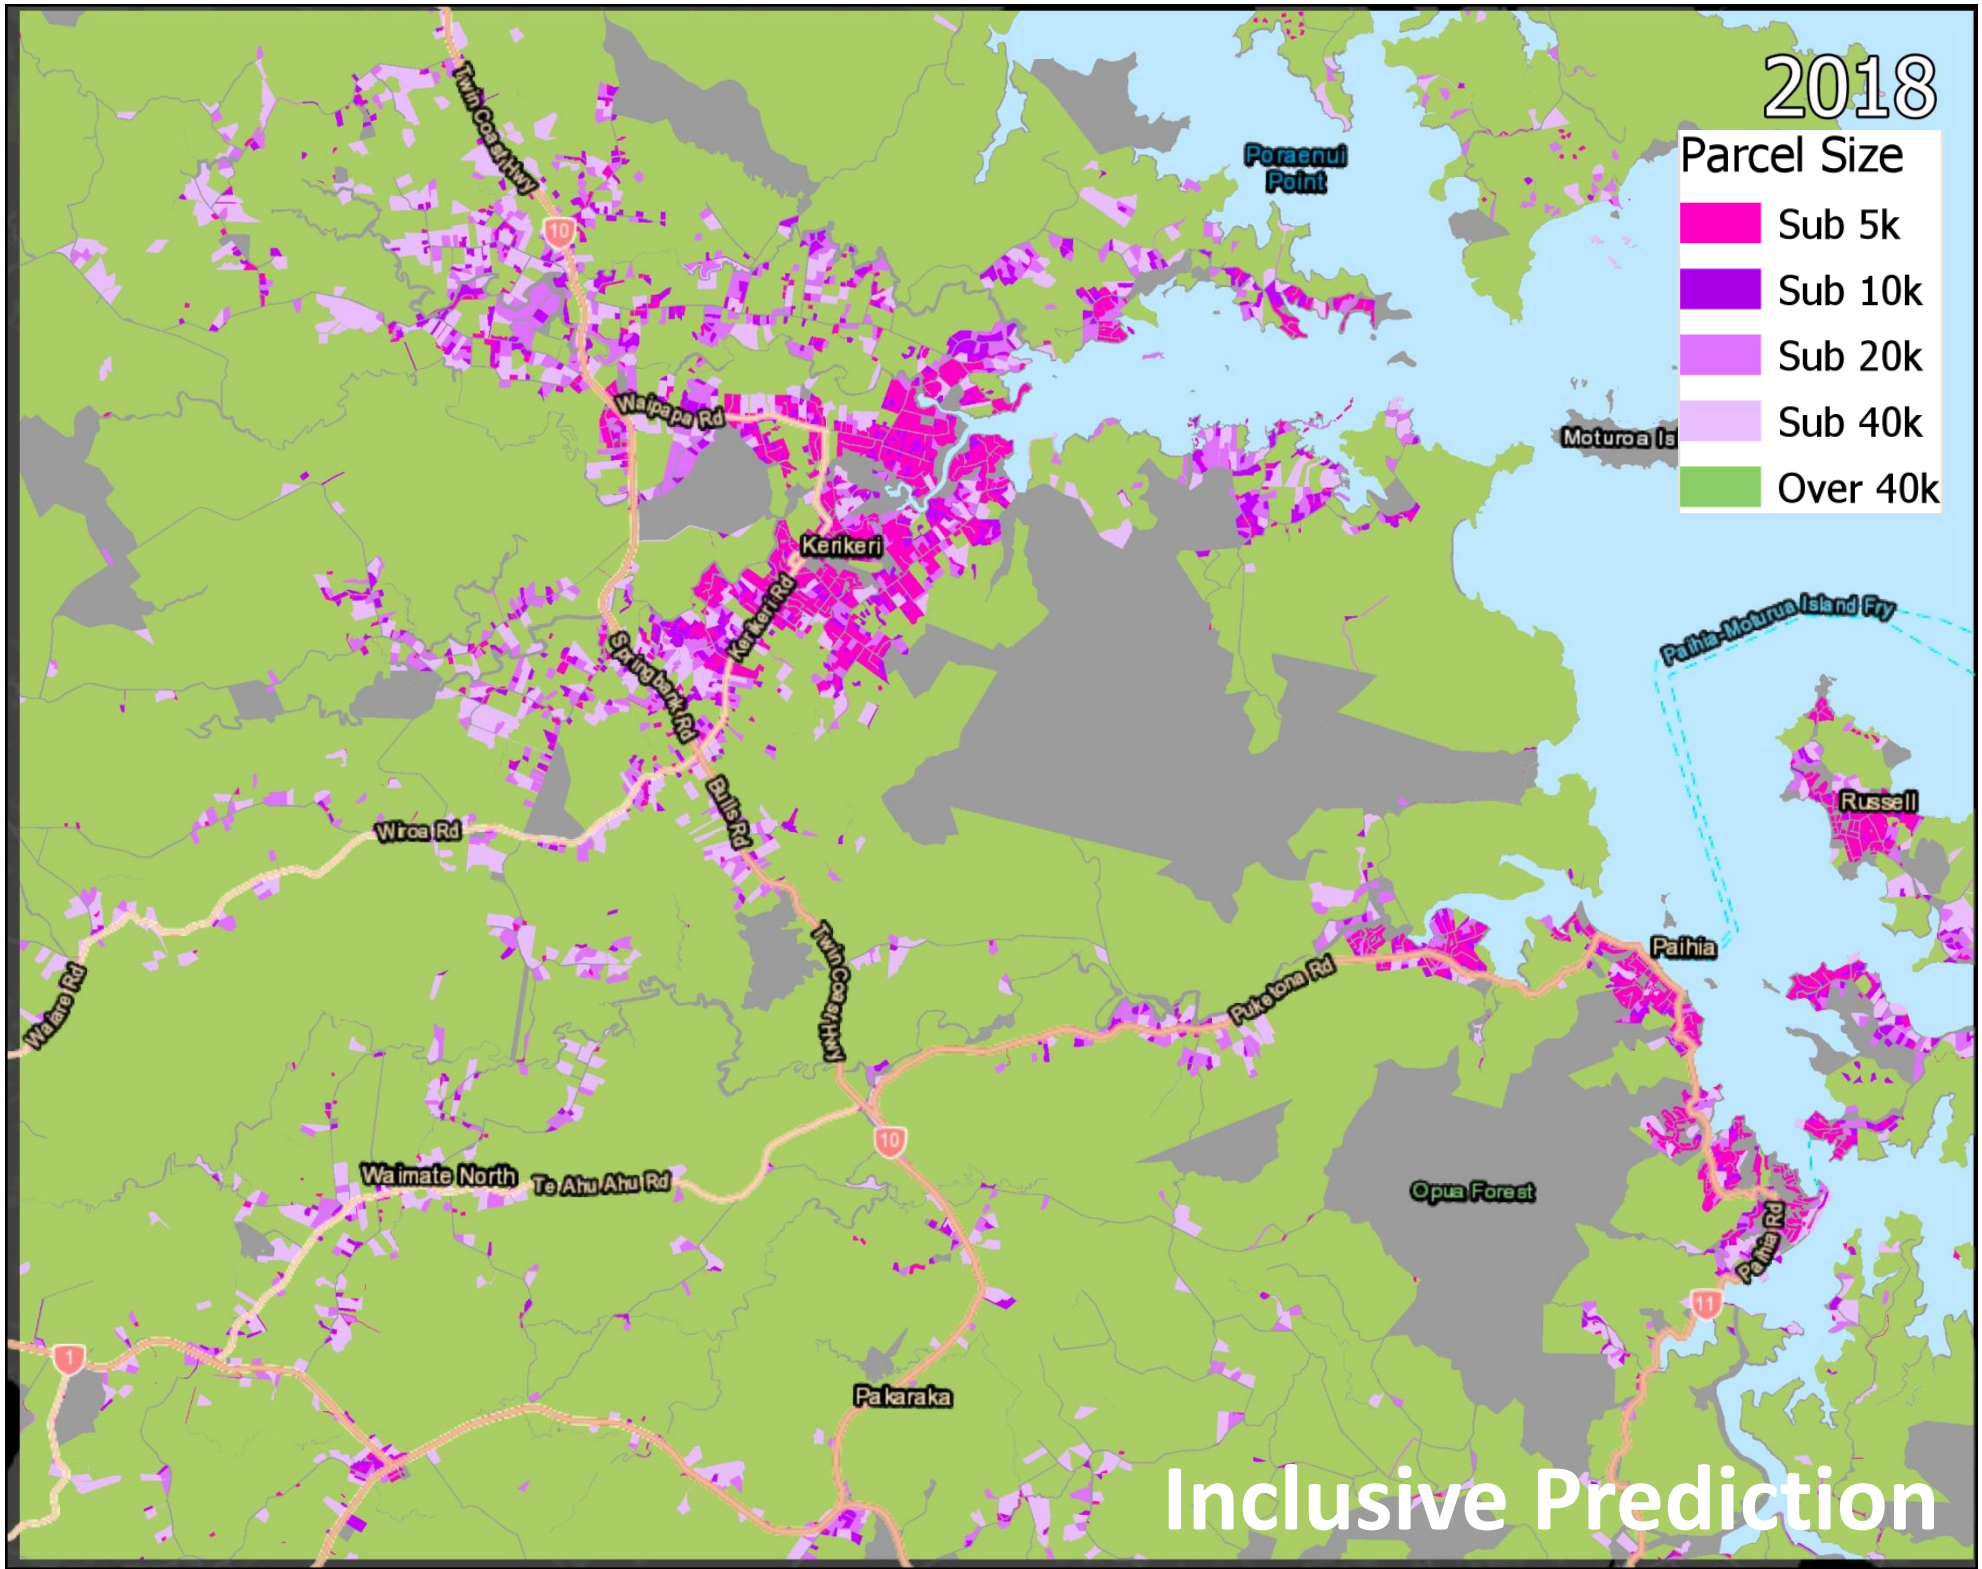 2018
Parcel Size
Sub 5k
Sub 10k
Sub 20k
Sub 40k
Over 40k
Twin Coast Hwy
10
Poraenui
Point
Waipapa Rd
Moturoa Is
Kerikeri
Kerikeri Rd
Springbank Rd
Paihia-Moturua Island Fry
Bulls Rd
Wiroa Rd
Russell
Twin Coast Hwy
Paihia
Puketona Rd
Waiare Rd
10
Waimate North
Te Ahu Ahu Rd
Opua Forest
Paihia Rd
11
1
Pakaraka
Inclusive Prediction